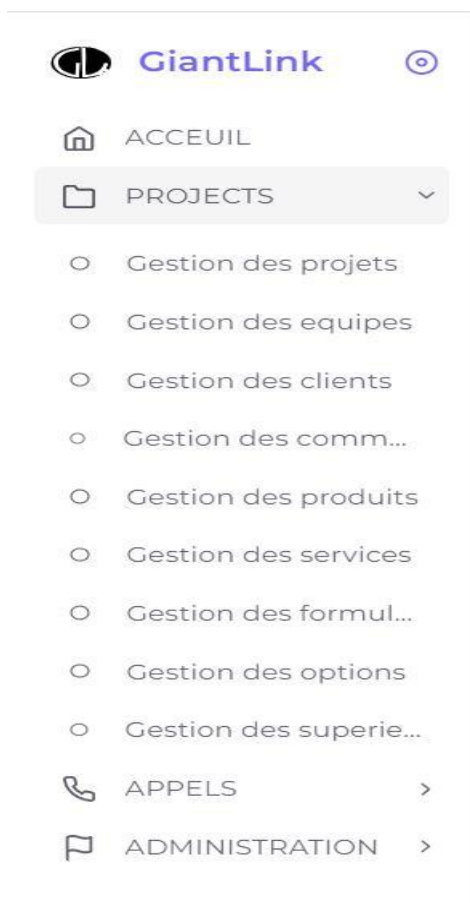 GL GiantLink
ACCEUIL
PROJECTS
Gestion des projets
Gestion des equipes
Gestion des clients
Gestion des comm...
Gestion des produits
Gestion des services
Gestion des formul...
Gestion des options
Gestion des superie...
APPELS
ADMINISTRATION